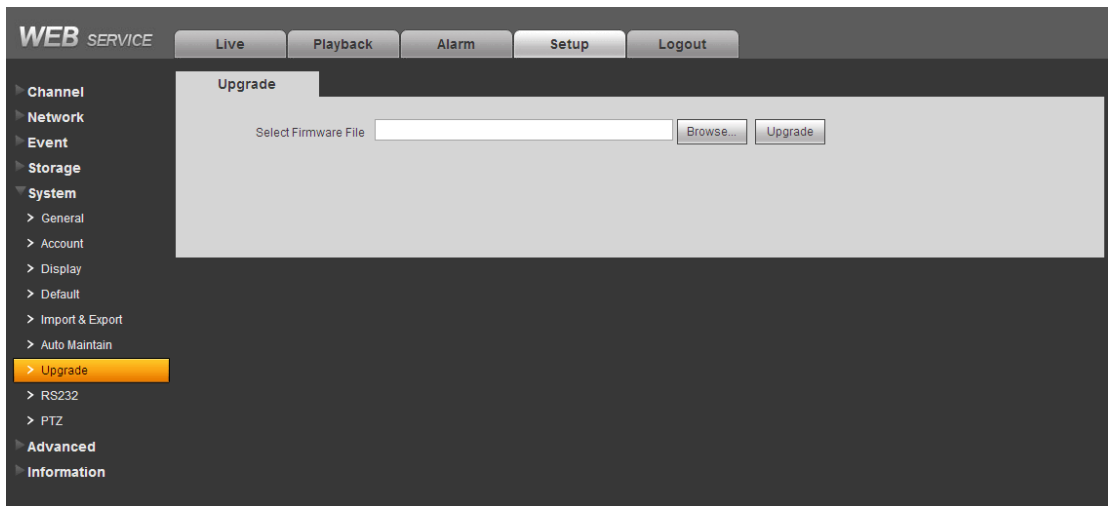 WEB SERVICE
Live Playback Alarm Setup Logout
Channel
Network
Event
Storage
System
> General
> Account
> Display
> Default
> Import & Export
> Auto Maintain
> Upgrade
> RS232
> PTZ
Advanced
Information
Upgrade
Select Firmware File Browse... Upgrade